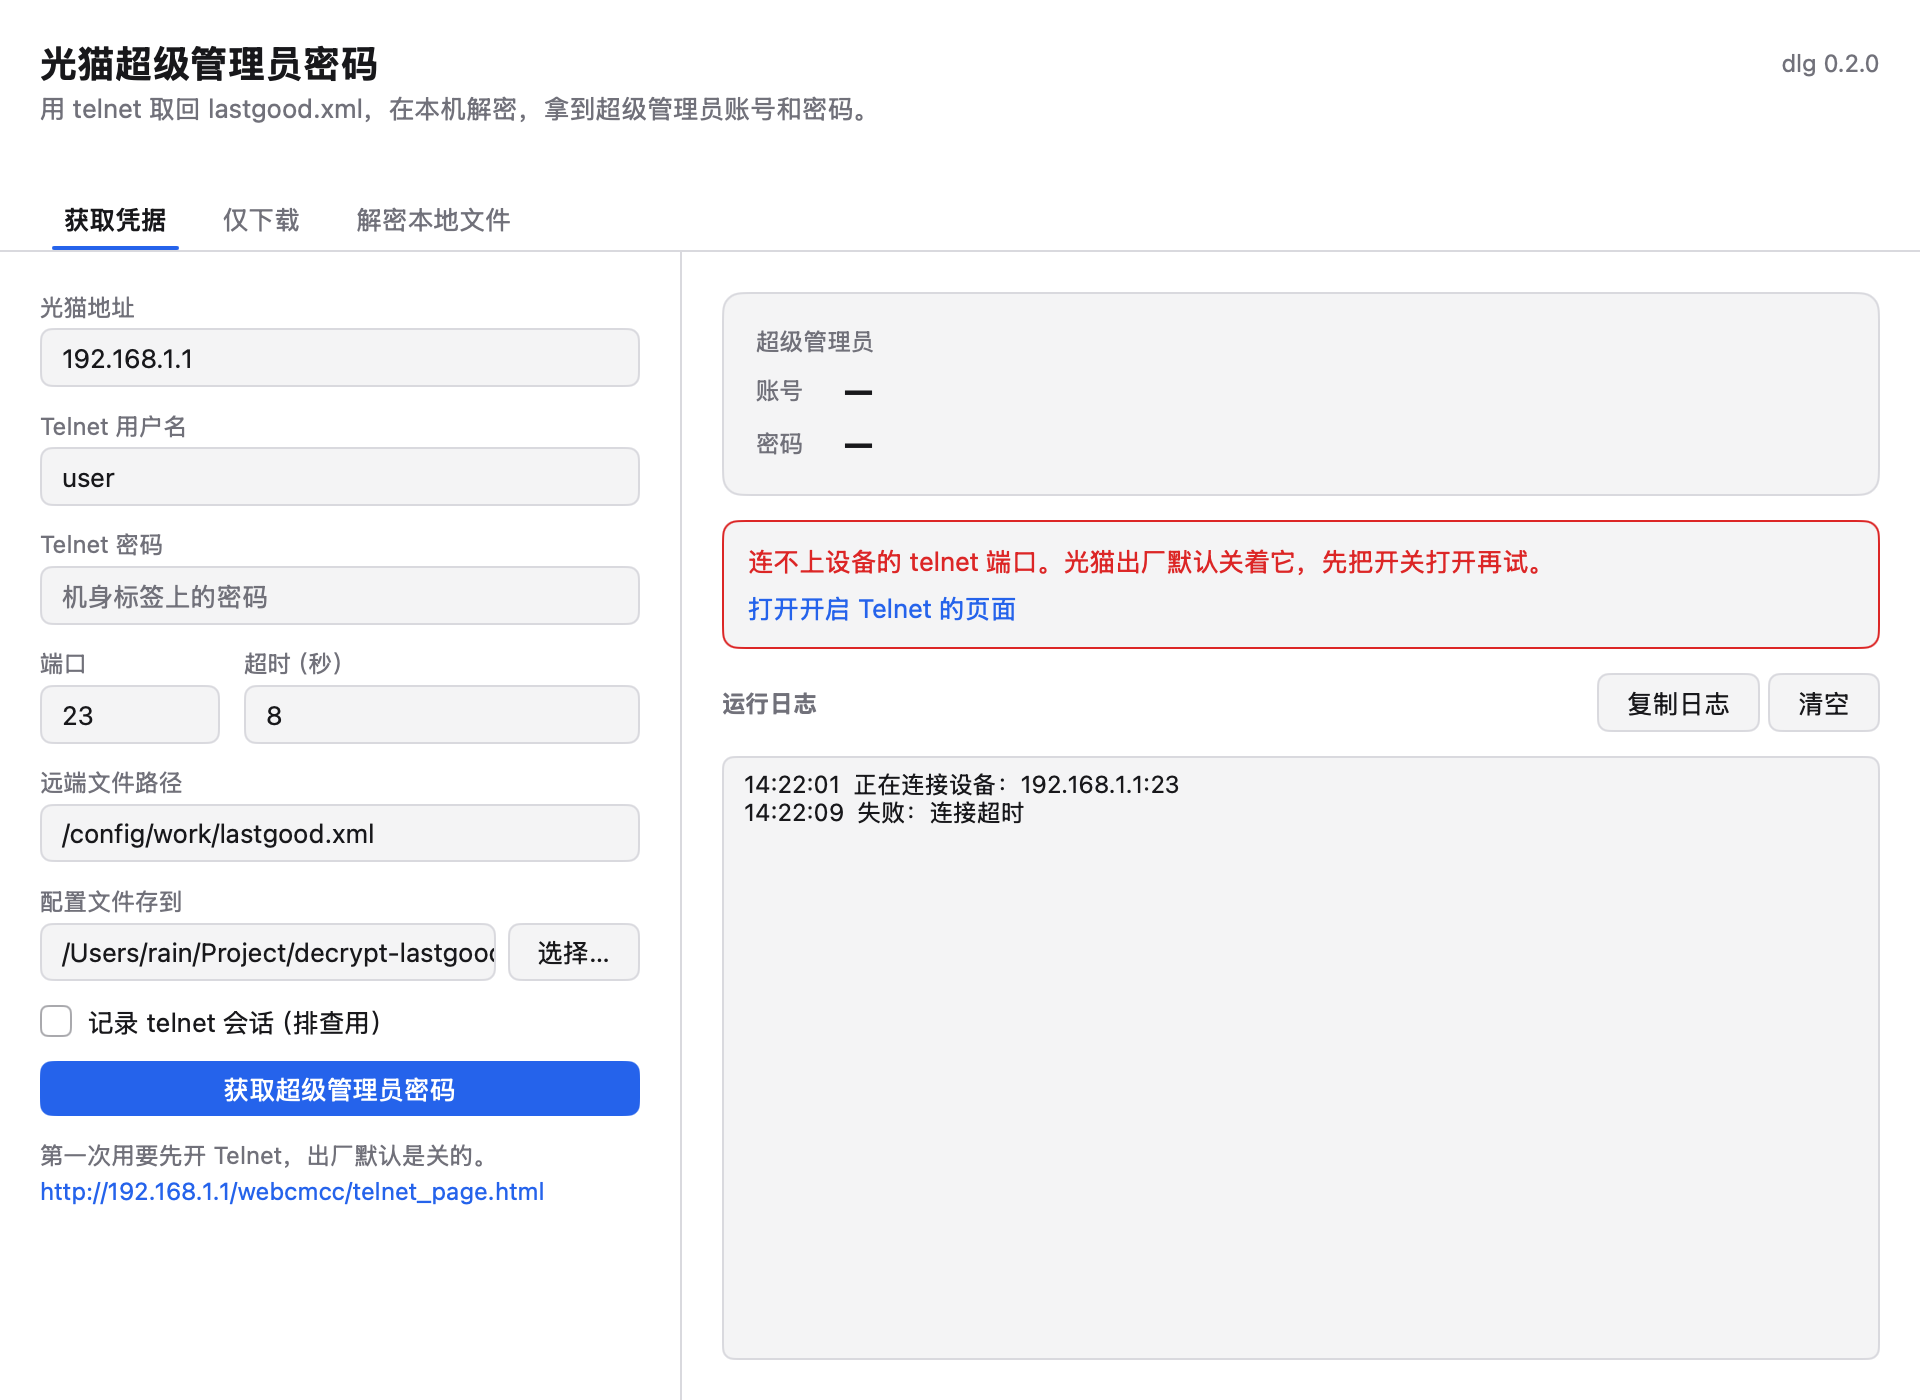 光猫超级管理员密码
dlg 0.2.0
用 telnet 取回 lastgood.xml，在本机解密，拿到超级管理员账号和密码。
获取凭据
仅下载
解密本地文件
光猫地址
192.168.1.1
Telnet 用户名
user
Telnet 密码
机身标签上的密码
端口
超时 (秒)
23
8
远端文件路径
/config/work/lastgood.xml
配置文件存到
/Users/rain/Project/decrypt-lastgood
选择...
记录 telnet 会话 (排查用)
获取超级管理员密码
第一次用要先开 Telnet，出厂默认是关的。
http://192.168.1.1/webcmcc/telnet_page.html
超级管理员
账号 —
密码 —
连不上设备的 telnet 端口。光猫出厂默认关着它，先把开关打开再试。
打开开启 Telnet 的页面
运行日志
复制日志
清空
14:22:01 正在连接设备：192.168.1.1:23
14:22:09 失败：连接超时